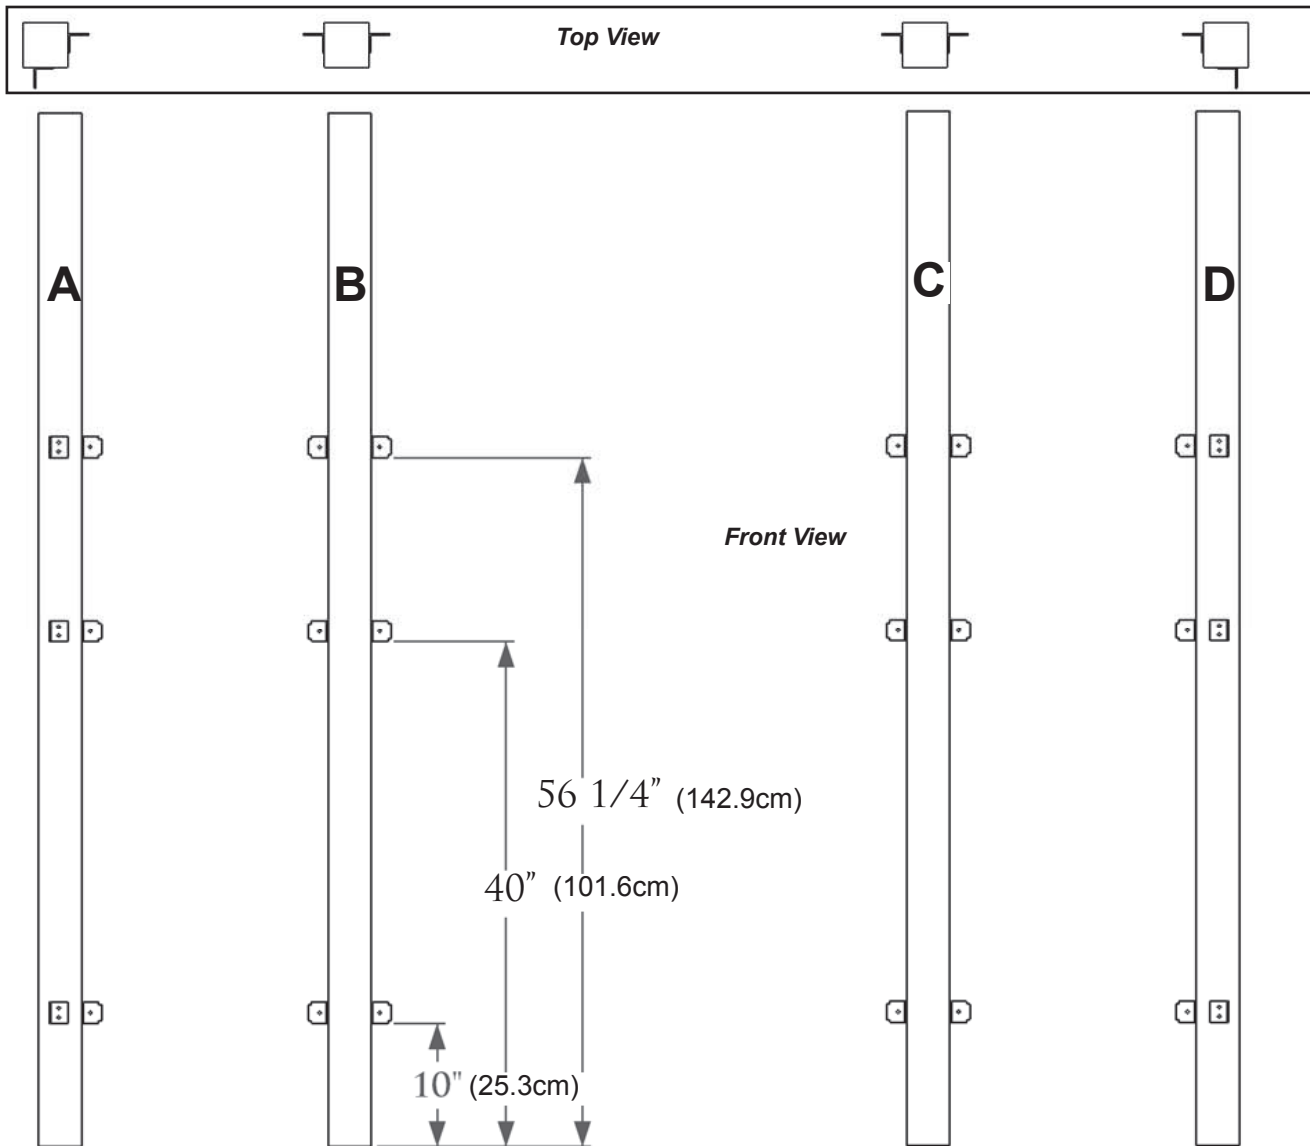 Top View
A B C D
Front View
56 1/4" (142.9cm)
40" (101.6cm)
10" (25.3cm)